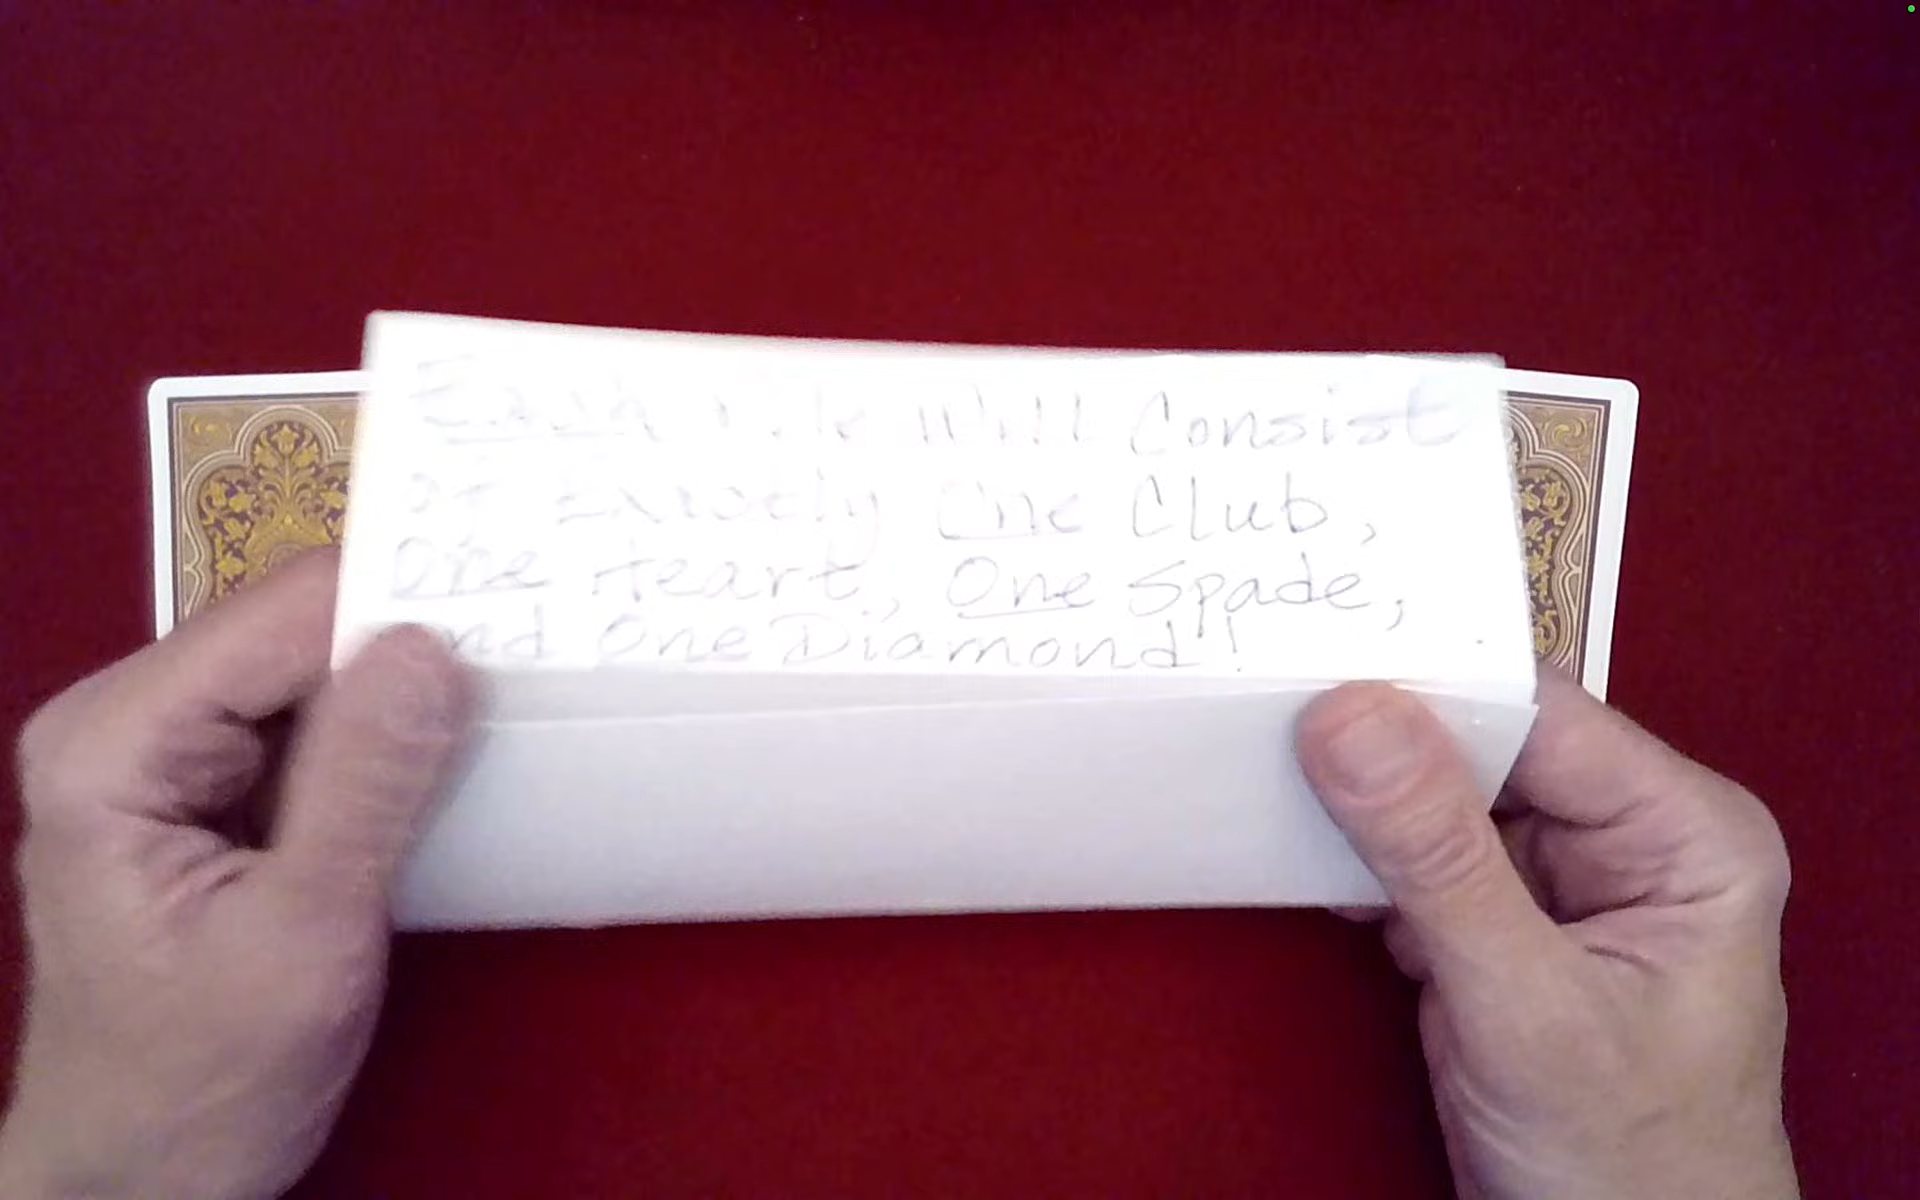 Each Pile Will Consist
of Exactly One Club,
One Heart, One Spade,
and One Diamond!